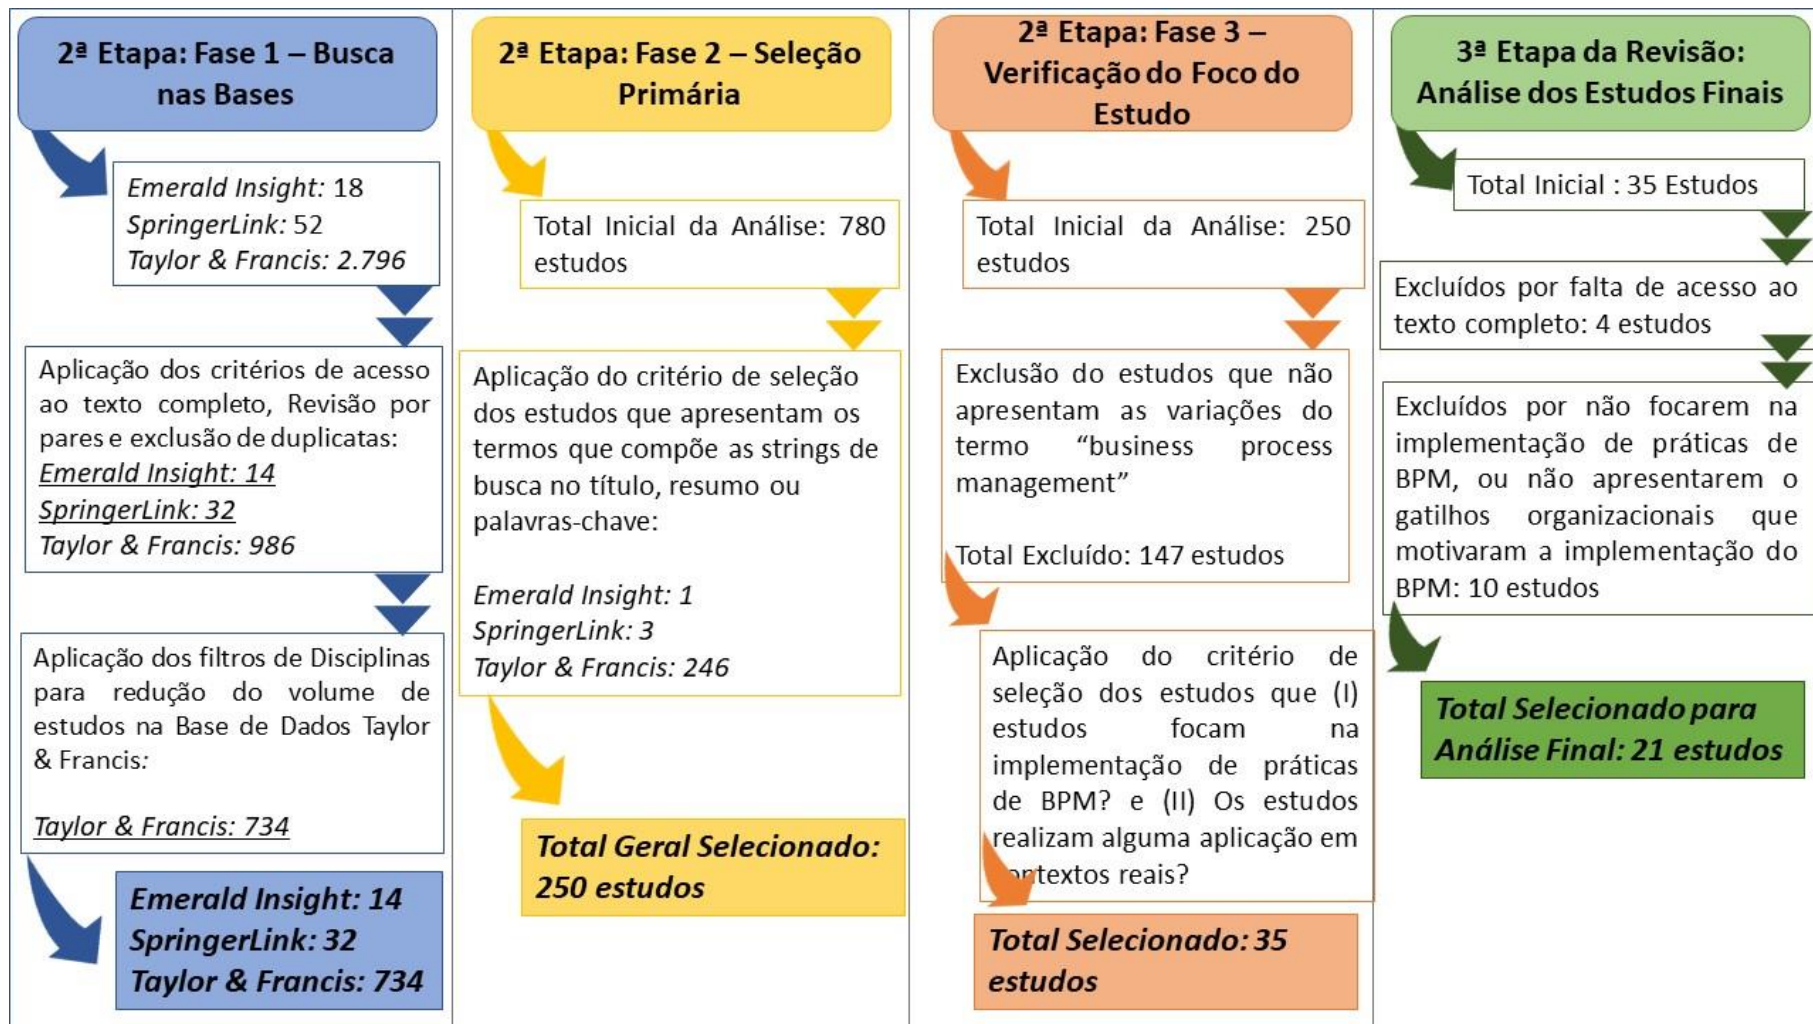 2ª Etapa: Fase 1 – Busca
nas Bases
Emerald Insight: 18
SpringerLink: 52
Taylor & Francis: 2.796
Aplicação dos critérios de acesso
ao texto completo, Revisão por
pares e exclusão de duplicatas:
Emerald Insight: 14
SpringerLink: 32
Taylor & Francis: 986
Aplicação dos filtros de Disciplinas
para redução do volume de
estudos na Base de Dados Taylor
& Francis:
Taylor & Francis: 734
Emerald Insight: 14
SpringerLink: 32
Taylor & Francis: 734
2ª Etapa: Fase 2 – Seleção
Primária
Total Inicial da Análise: 780
estudos
Aplicação do critério de seleção
dos estudos que apresentam os
termos que compõe as strings de
busca no título, resumo ou
palavras-chave:
Emerald Insight: 1
SpringerLink: 3
Taylor & Francis: 246
Total Geral Selecionado:
250 estudos
2ª Etapa: Fase 3 –
Verificação do Foco do
Estudo
Total Inicial da Análise: 250
estudos
Exclusão do estudos que não
apresentam as variações do
termo “business process
management”
Total Excluído: 147 estudos
Aplicação do critério de
seleção dos estudos que (I)
estudos focam na
implementação de práticas
de BPM? e (II) Os estudos
realizam alguma aplicação em
contextos reais?
Total Selecionado: 35
estudos
3ª Etapa da Revisão:
Análise dos Estudos Finais
Total Inicial : 35 Estudos
Excluídos por falta de acesso ao
texto completo: 4 estudos
Excluídos por não focarem na
implementação de práticas de
BPM, ou não apresentarem o
gatilhos organizacionais que
motivaram a implementação do
BPM: 10 estudos
Total Selecionado para
Análise Final: 21 estudos